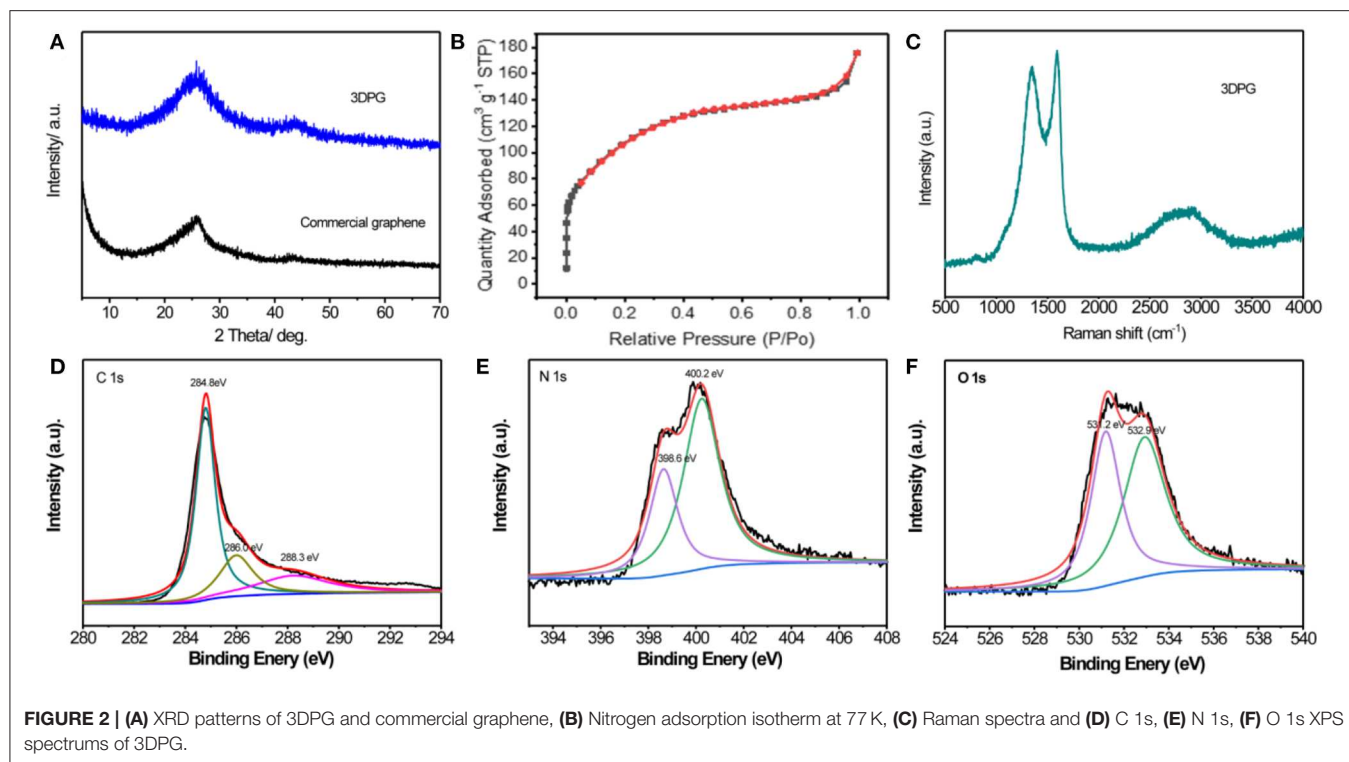 A
3DPG
Commercial graphene
Intensity/ a.u.
10 20 30 40 50 60 70
2 Theta/ deg.
B
180
160
140
120
100
80
60
40
20
0
Quantity Adsorbed (cm³ g⁻¹ STP)
0.0 0.2 0.4 0.6 0.8 1.0
Relative Pressure (P/Po)
C
3DPG
Intensity (a.u.)
500 1000 1500 2000 2500 3000 3500 4000
Raman shift (cm⁻¹)
D
C 1s
284.8eV
286.0 eV
288.3 eV
Intensity (a.u).
280 282 284 286 288 290 292 294
Binding Enery (eV)
E
N 1s
400.2 eV
398.6 eV
Intensity (a.u).
394 396 398 400 402 404 406 408
Binding Enery (eV)
F
O 1s
531.2 eV
532.9 eV
Intensity (a.u).
524 526 528 530 532 534 536 538 540
Binding Enery (eV)
FIGURE 2 | (A) XRD patterns of 3DPG and commercial graphene, (B) Nitrogen adsorption isotherm at 77 K, (C) Raman spectra and (D) C 1s, (E) N 1s, (F) O 1s XPS
spectrums of 3DPG.